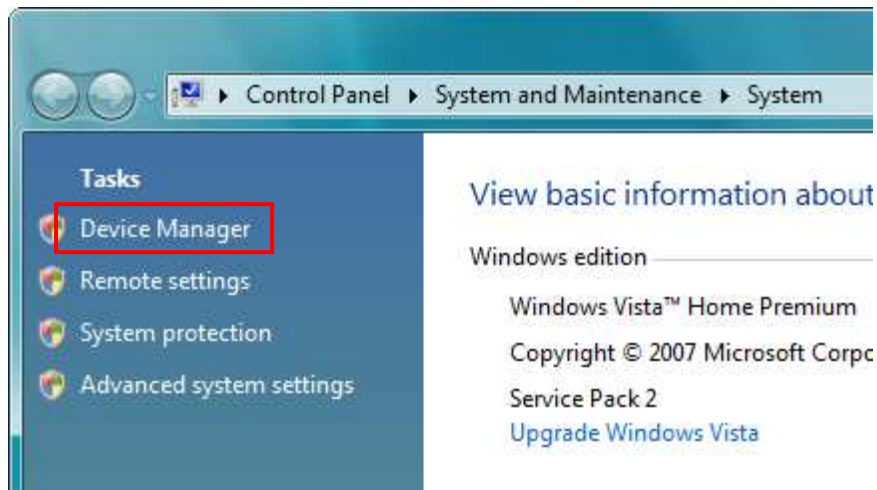 Control Panel System and Maintenance System
Tasks
Device Manager
Remote settings
System protection
Advanced system settings
View basic information about
Windows edition
Windows Vista™ Home Premium
Copyright © 2007 Microsoft Corpo
Service Pack 2
Upgrade Windows Vista